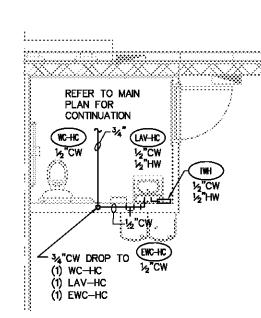 REFER TO MAIN
PLAN FOR
CONTINUATION
3/4"
WC-HC
1/2"CW
LAV-HC
1/2"CW
1/2"HW
IWH
1/2"CW
1/2"HW
1/2"CW
EWC-HC
1/2"CW
3/4"CW DROP TO
(1) WC-HC
(1) LAV-HC
(1) EWC-HC